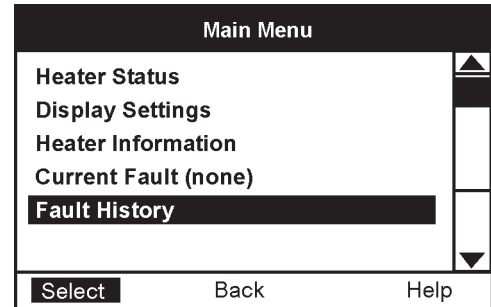 Main Menu
Heater Status
Display Settings
Heater Information
Current Fault (none)
Fault History
Select Back Help